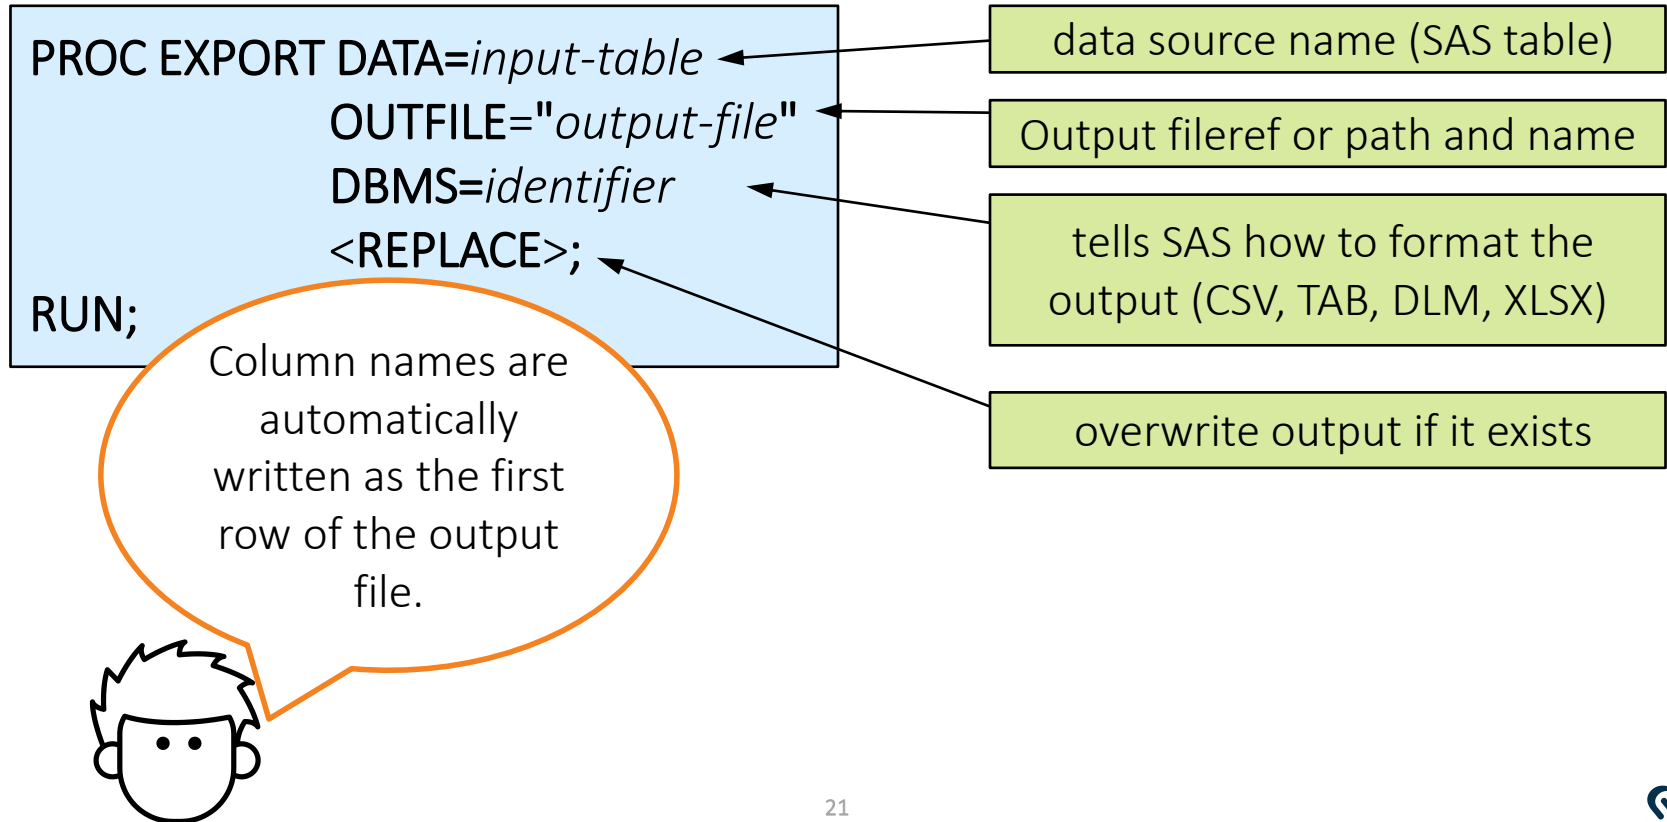 PROC EXPORT DATA=input-table
OUTFILE="output-file"
DBMS=identifier
<REPLACE>;
RUN;
data source name (SAS table)
Output fileref or path and name
tells SAS how to format the
output (CSV, TAB, DLM, XLSX)
overwrite output if it exists
Column names are
automatically
written as the first
row of the output
file.
21